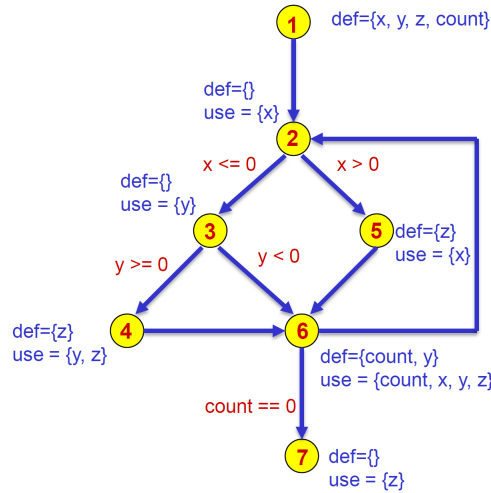 1
def={x, y, z, count}
def={}
use = {x}
2
x <= 0
x > 0
def={}
use = {y}
3
5
def={z}
use = {x}
y >= 0
y < 0
4
def={z}
use = {y, z}
6
def={count, y}
use = {count, x, y, z}
count == 0
7
def={}
use = {z}